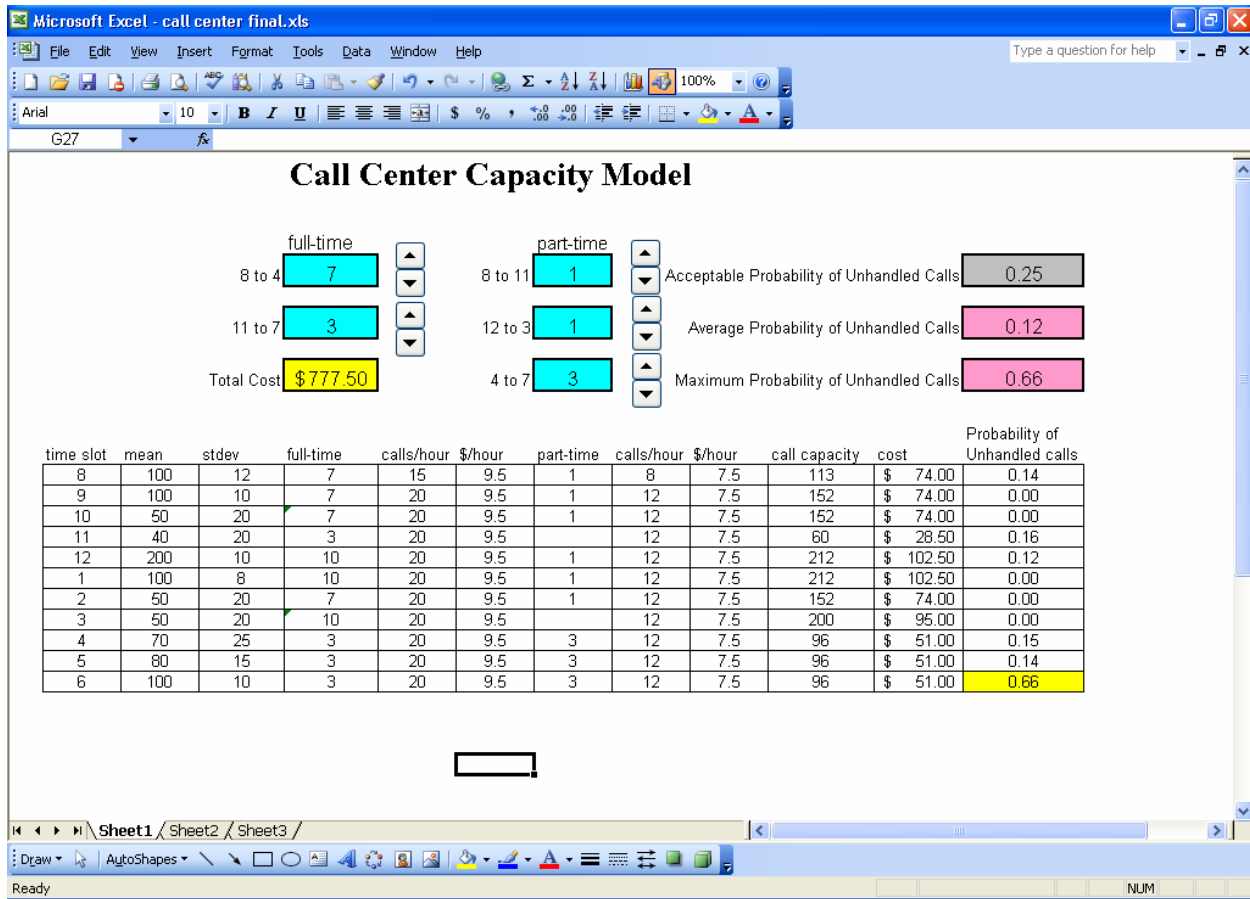 Microsoft Excel - call center final.xls
File Edit View Insert Format Tools Data Window Help Type a question for help
100%
Arial 10 B I U $ % ,
G27 fx
Call Center Capacity Model
full-time part-time
8 to 4 7 8 to 11 1 Acceptable Probability of Unhandled Calls 0.25
11 to 7 3 12 to 3 1 Average Probability of Unhandled Calls 0.12
Total Cost $777.50 4 to 7 3 Maximum Probability of Unhandled Calls 0.66
Probability of
time slot mean stdev full-time calls/hour $/hour part-time calls/hour $/hour call capacity cost Unhandled calls
8 100 12 7 15 9.5 1 8 7.5 113 $ 74.00 0.14
9 100 10 7 20 9.5 1 12 7.5 152 $ 74.00 0.00
10 50 20 7 20 9.5 1 12 7.5 152 $ 74.00 0.00
11 40 20 3 20 9.5 12 7.5 60 $ 28.50 0.16
12 200 10 10 20 9.5 1 12 7.5 212 $ 102.50 0.12
1 100 8 10 20 9.5 1 12 7.5 212 $ 102.50 0.00
2 50 20 7 20 9.5 1 12 7.5 152 $ 74.00 0.00
3 50 20 10 20 9.5 12 7.5 200 $ 95.00 0.00
4 70 25 3 20 9.5 3 12 7.5 96 $ 51.00 0.15
5 80 15 3 20 9.5 3 12 7.5 96 $ 51.00 0.14
6 100 10 3 20 9.5 3 12 7.5 96 $ 51.00 0.66
Sheet1 / Sheet2 / Sheet3 /
Draw AutoShapes
Ready NUM